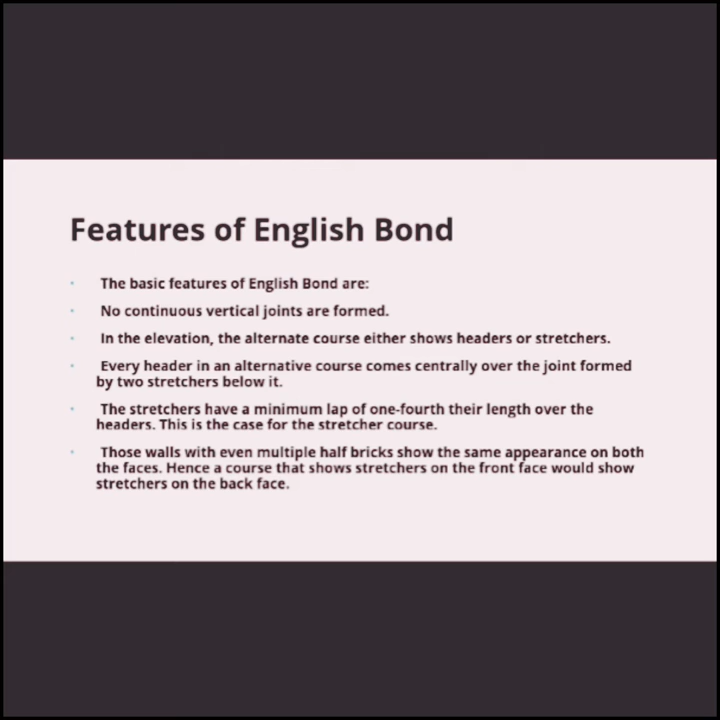 Features of English Bond
The basic features of English Bond are:
No continuous vertical joints are formed.
In the elevation, the alternate course either shows headers or stretchers.
Every header in an alternative course comes centrally over the joint formed
by two stretchers below it.
The stretchers have a minimum lap of one-fourth their length over the
headers. This is the case for the stretcher course.
Those walls with even multiple half bricks show the same appearance on both
the faces. Hence a course that shows stretchers on the front face would show
stretchers on the back face.